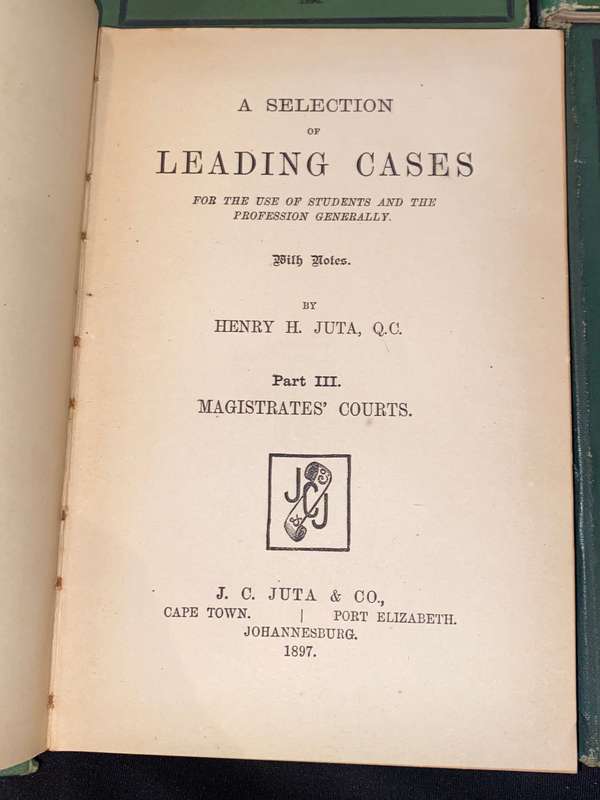 A SELECTION
OF
LEADING CASES
FOR THE USE OF STUDENTS AND THE
PROFESSION GENERALLY.
With Notes.
BY
HENRY H. JUTA, Q.C.
Part III.
MAGISTRATES' COURTS.
J C & J
J. C. JUTA & CO.,
CAPE TOWN. | PORT ELIZABETH.
JOHANNESBURG.
1897.